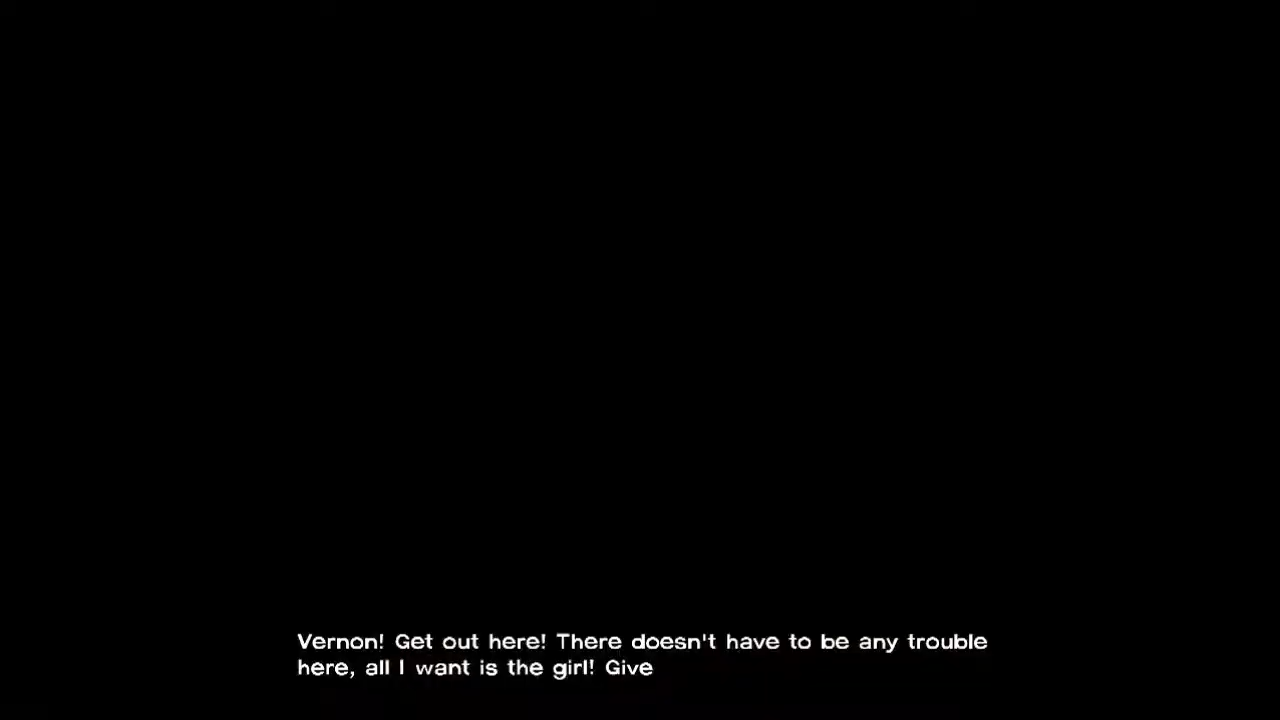 Vernon! Get out here! There doesn't have to be any trouble
here, all I want is the girl! Give